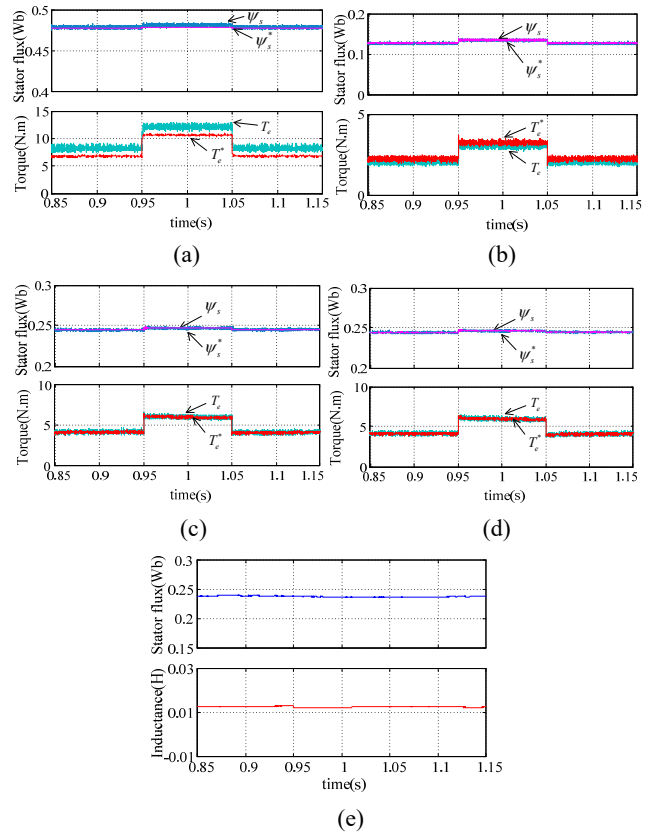 0.5
0.45
0.4
Stator flux(Wb)
ψs
ψs*
15
10
5
0
Torque(N.m)
Te
Te*
0.85 0.9 0.95 1 1.05 1.1 1.15
time(s)
(a)
0.2
0.1
0
Stator flux(Wb)
ψs
ψs*
5
0
Torque(N.m)
Te*
Te
0.85 0.9 0.95 1 1.05 1.1 1.15
time(s)
(b)
0.3
0.25
0.2
Stator flux(Wb)
ψs
ψs*
10
5
0
Torque(N.m)
Te
Te*
0.85 0.9 0.95 1 1.05 1.1 1.15
time(s)
(c)
0.3
0.25
0.2
Stator flux(Wb)
ψs
ψs*
10
5
0
Torque(N.m)
Te
Te*
0.85 0.9 0.95 1 1.05 1.1 1.15
time(s)
(d)
0.3
0.25
0.2
0.15
Stator flux(Wb)
0.03
0.01
-0.01
Inductance(H)
0.85 0.9 0.95 1 1.05 1.1 1.15
time(s)
(e)